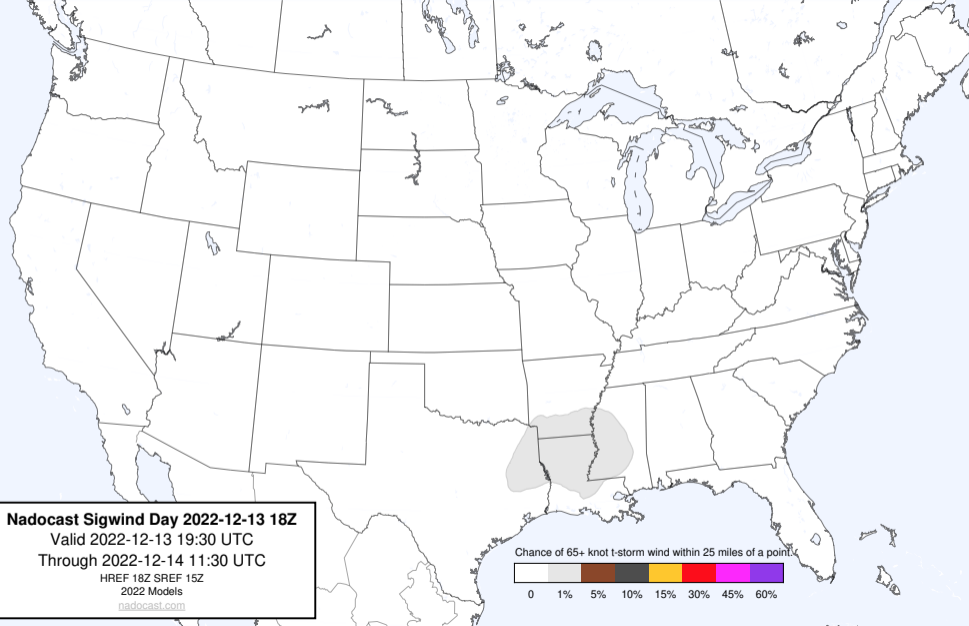 Nadocast Sigwind Day 2022-12-13 18Z
Valid 2022-12-13 19:30 UTC
Through 2022-12-14 11:30 UTC
HREF 18Z SREF 15Z
2022 Models
nadocast.com
Chance of 65+ knot t-storm wind within 25 miles of a point.
0 1% 5% 10% 15% 30% 45% 60%